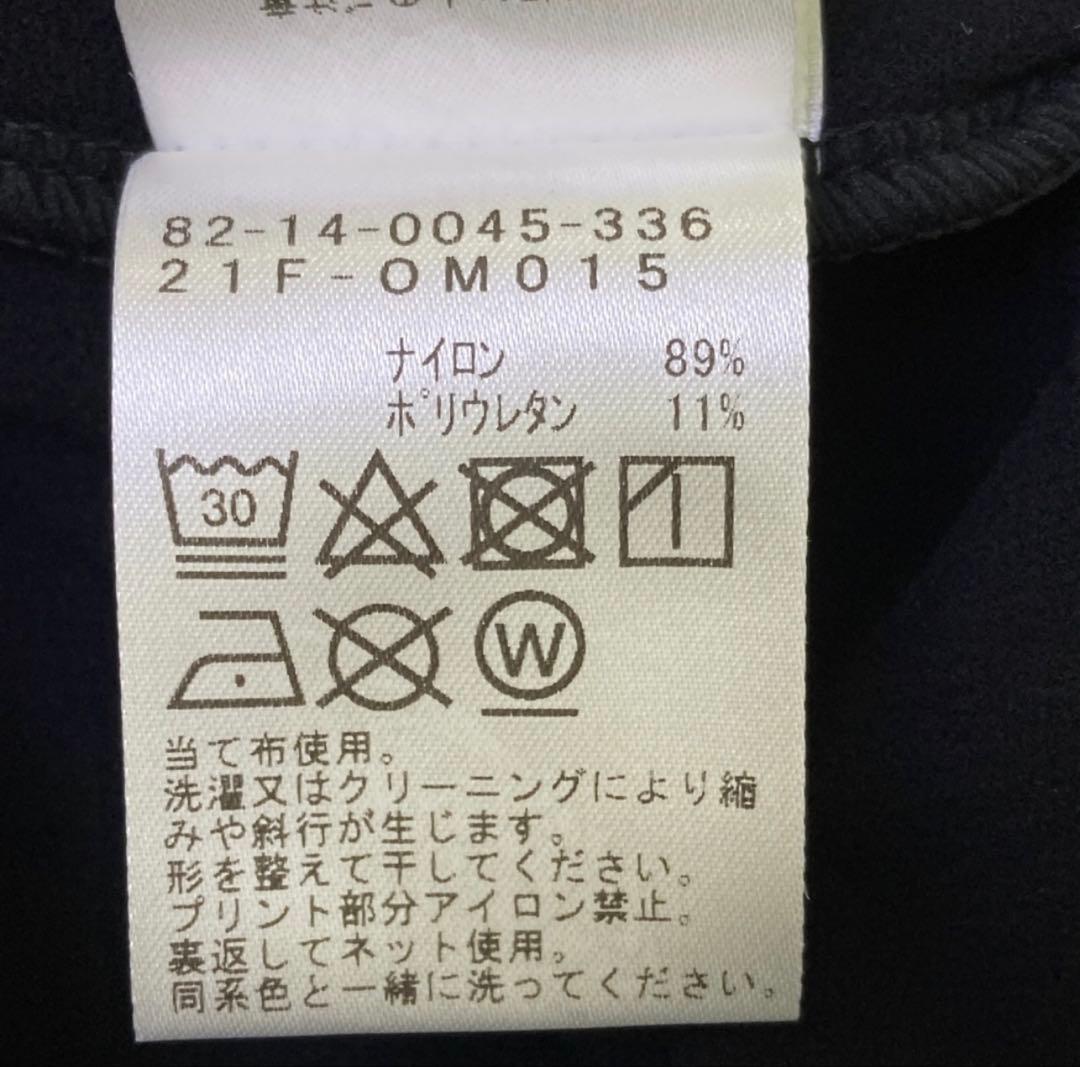 82-14-0045-336
21F-OM015
ナイロン 89%
ポリウレタン 11%
30
W
当て布使用。
洗濯又はクリーニングにより縮
みや斜行が生じます。
形を整えて干してください。
プリント部分アイロン禁止。
裏返してネット使用。
同系色と一緒に洗ってください。